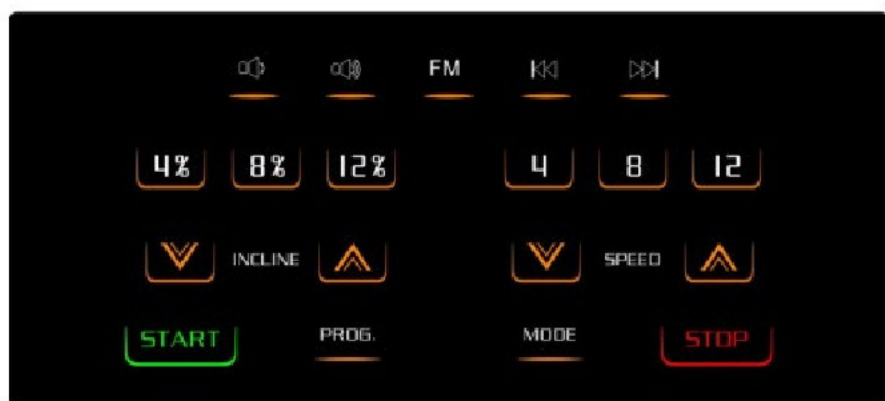 FM
4% 8% 12% 4 8 12
INCLINE SPEED
START PROG. MODE STOP